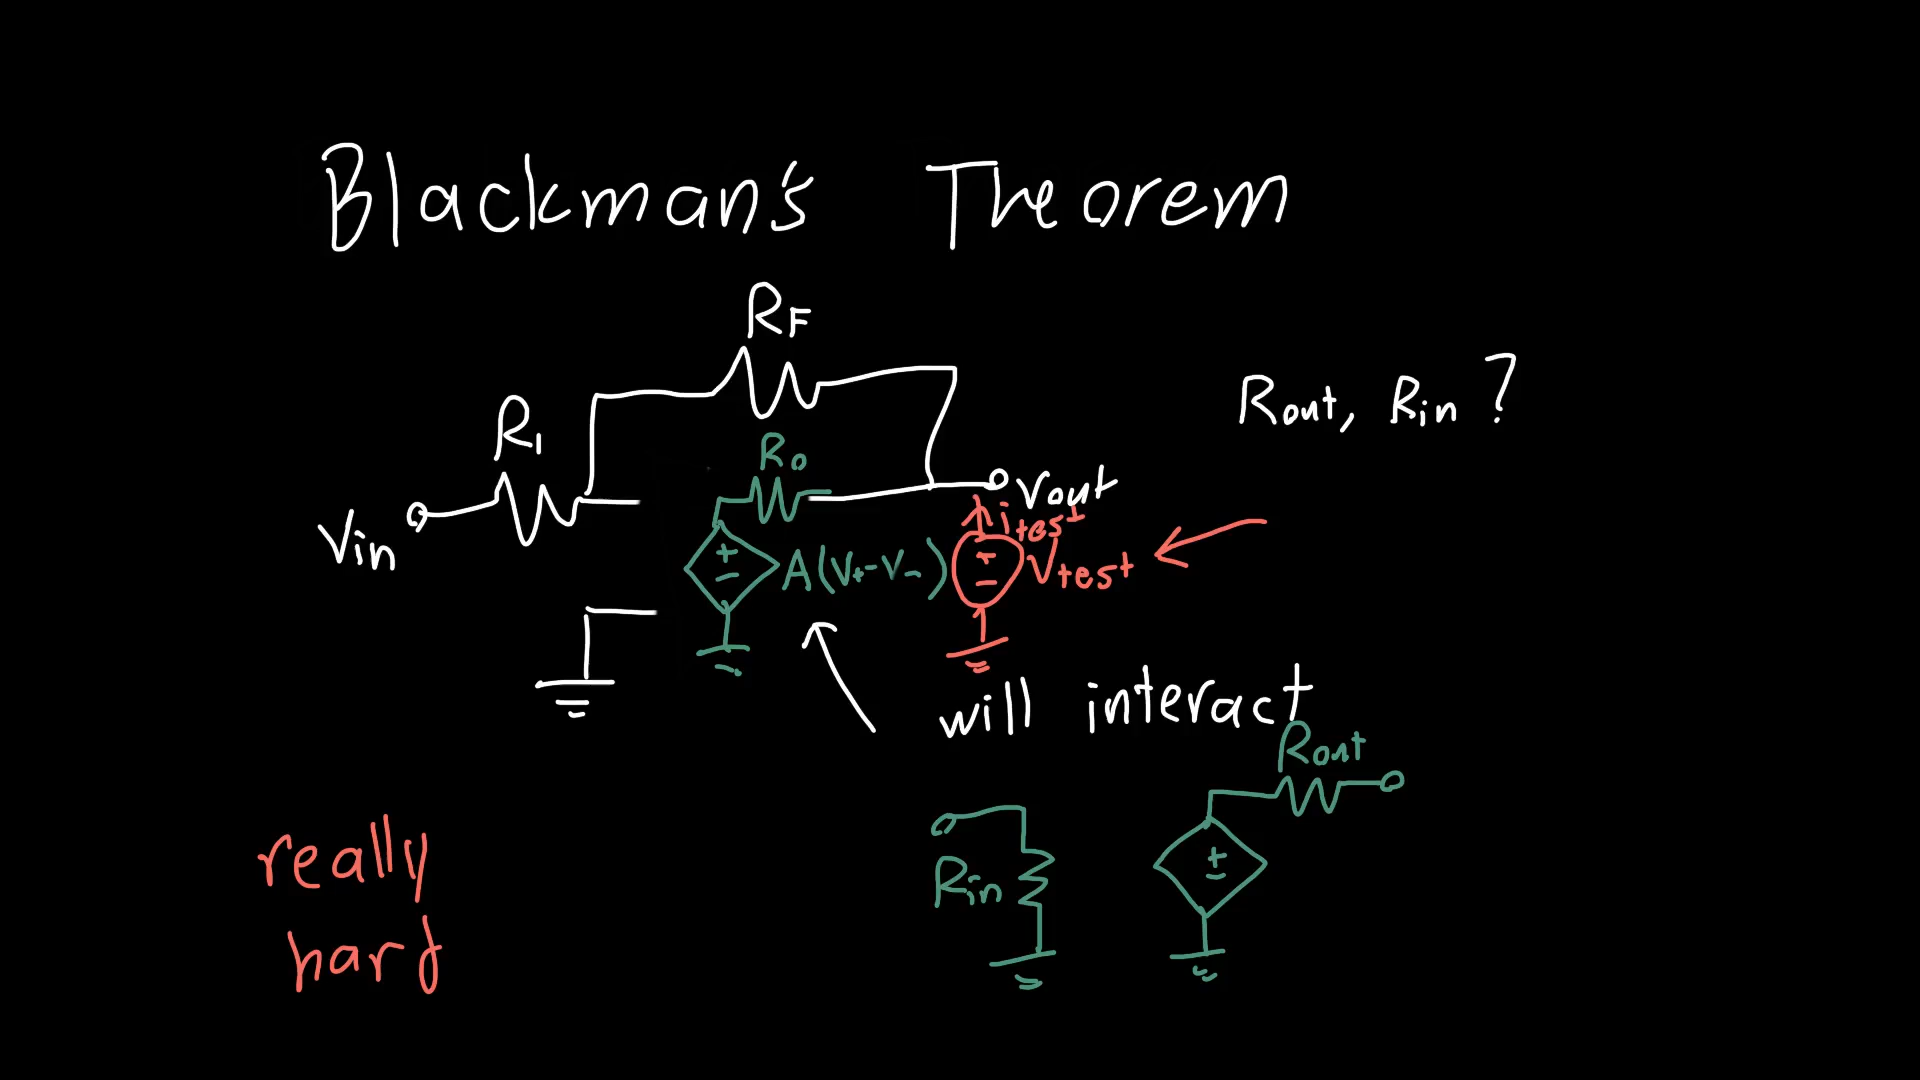 Blackman's Theorem
RF
R1
Rout, Rin ?
Ro
Vin
Vout
itest
+
-
A(V+-V-)
+
-
Vtest
will interact
Rout
really
hard
Rin
+
-